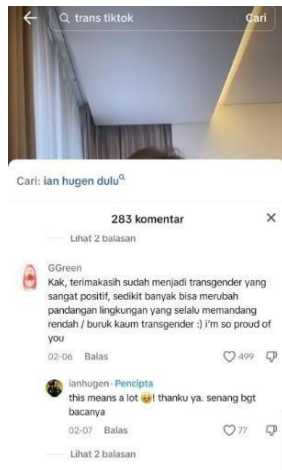 trans tiktok
Cari
Cari: ian hugen dulu
283 komentar
Lihat 2 balasan
GGreen
Kak, terimakasih sudah menjadi transgender yang
sangat positif, sedikit banyak bisa merubah
pandangan lingkungan yang selalu memandang
rendah / buruk kaum transgender :) i'm so proud of
you
02-06 Balas 499
ianhugen · Pencipta
this means a lot 🥹! thanku ya. senang bgt
bacanya
02-07 Balas 77
Lihat 2 balasan